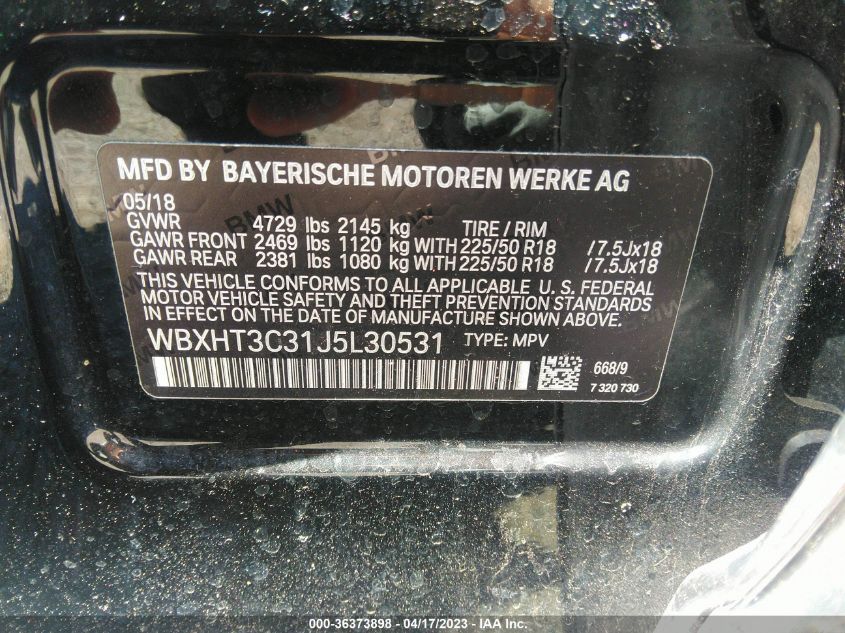 MFD BY BAYERISCHE MOTOREN WERKE AG
05/18
GVWR 4729 lbs 2145 kg TIRE / RIM
GAWR FRONT 2469 lbs 1120 kg WITH 225/50 R18 / 7.5Jx18
GAWR REAR 2381 lbs 1080 kg WITH 225/50 R18 / 7.5Jx18
THIS VEHICLE CONFORMS TO ALL APPLICABLE U. S. FEDERAL
MOTOR VEHICLE SAFETY AND THEFT PREVENTION STANDARDS
IN EFFECT ON THE DATE OF MANUFACTURE SHOWN ABOVE.
WBXHT3C31J5L30531 TYPE: MPV
668/9
7 320 730
000-36373898 - 04/17/2023 - IAA Inc.